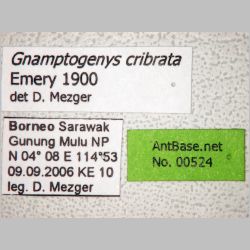 Gnamptogenys cribrata
Emery 1900
det D. Mezger
Borneo Sarawak
Gunung Mulu NP
N 04° 08 E 114°53
09.09.2006 KE 10
leg. D. Mezger
AntBase.net
No. 00524